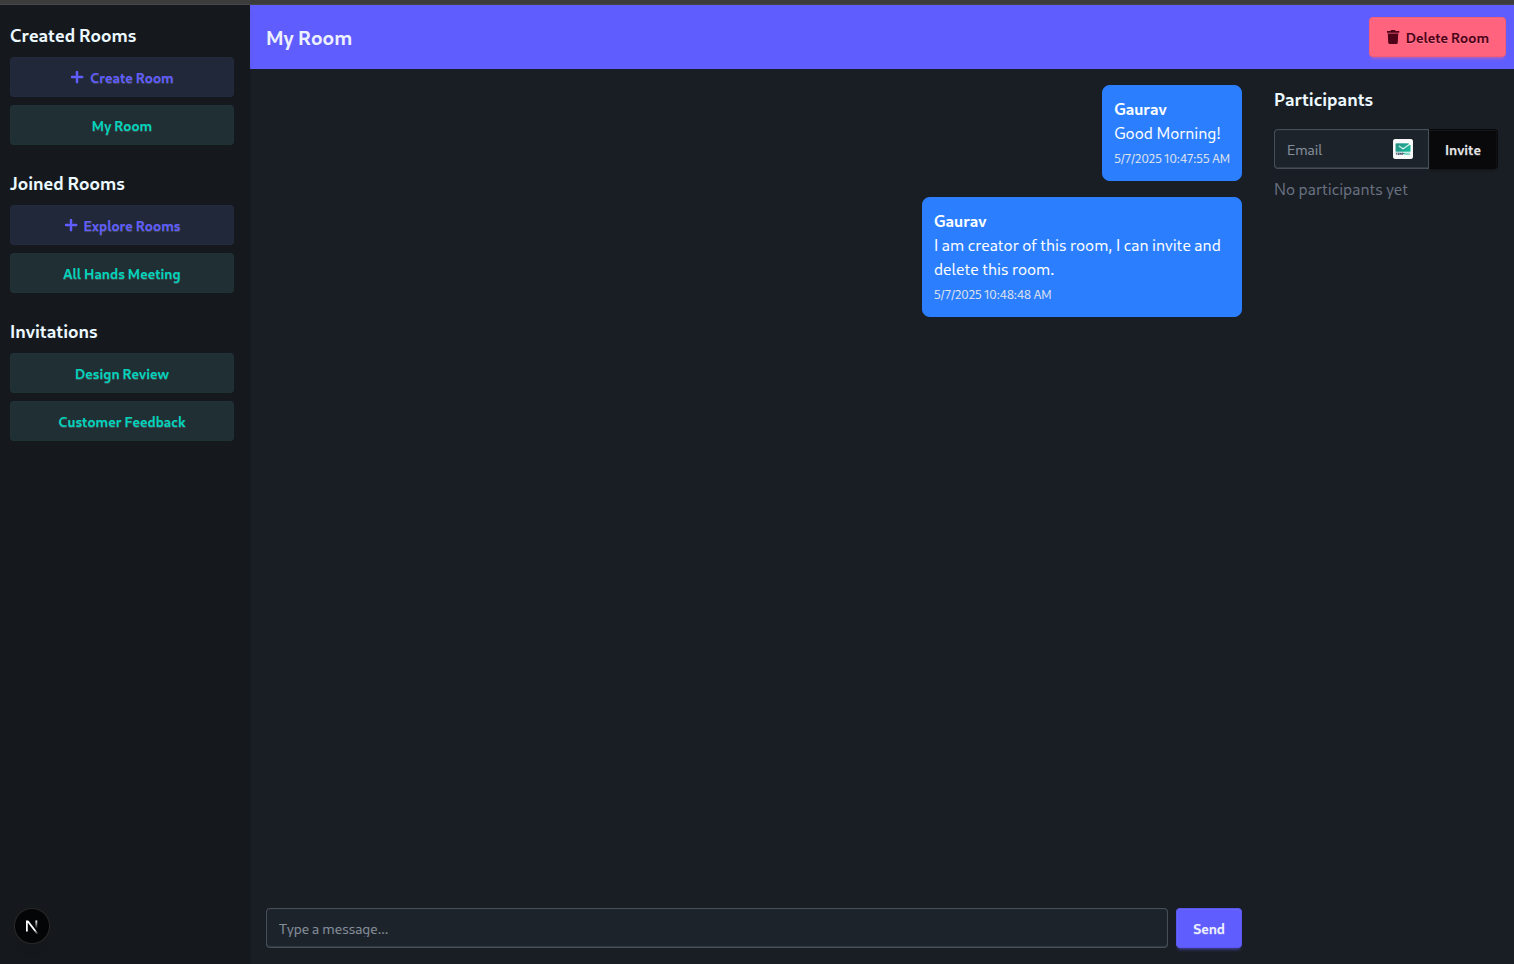 Created Rooms
Create Room
My Room
Joined Rooms
Explore Rooms
All Hands Meeting
Invitations
Design Review
Customer Feedback
N
My Room
Delete Room
Gaurav
Good Morning!
5/7/2025 10:47:55 AM
Gaurav
I am creator of this room, I can invite and
delete this room.
5/7/2025 10:48:48 AM
Type a message...
Send
Participants
Email
Invite
No participants yet